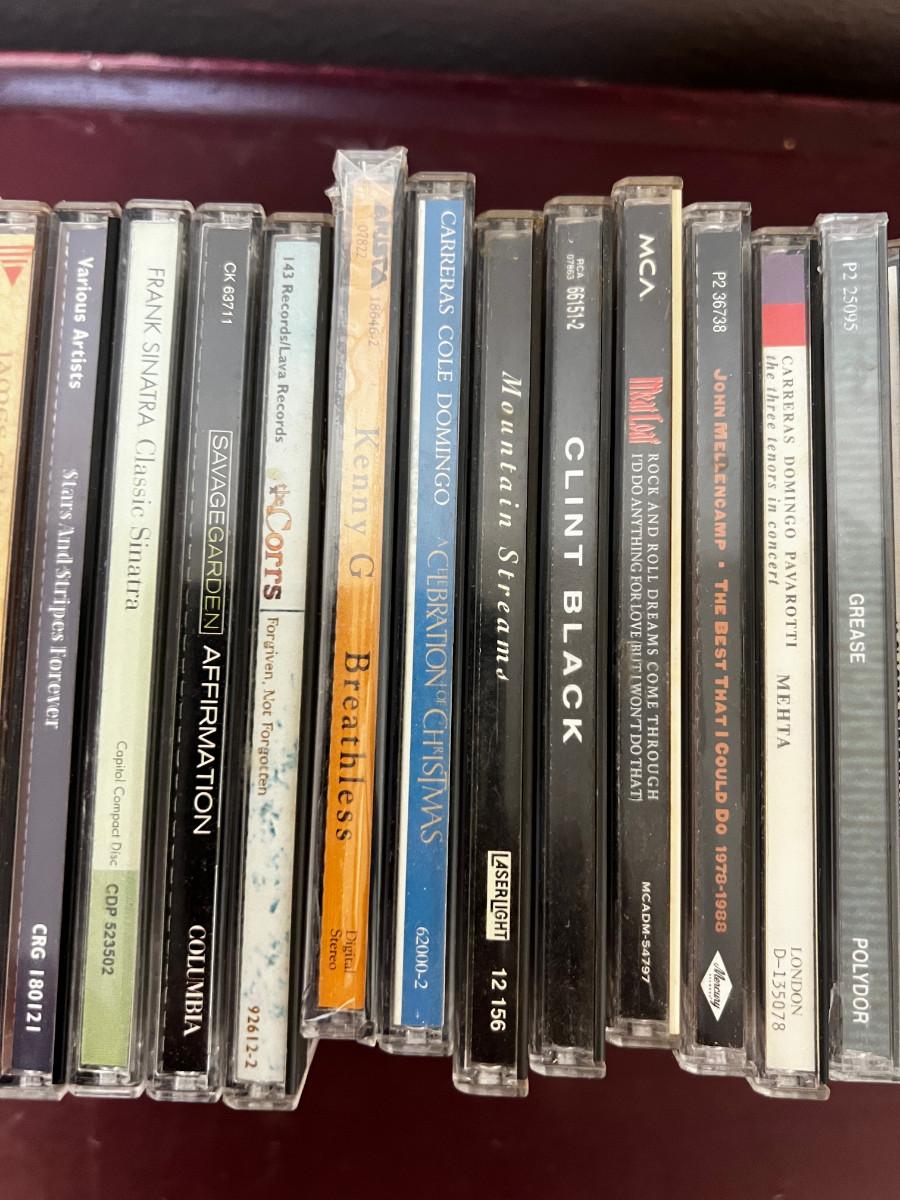 Various Artists
Stars And Stripes Forever
CRG 180121
FRANK SINATRA Classic Sinatra
Capitol Compact Disc
CDP 523502
CK 63711
SAVAGE GARDEN AFFIRMATION
COLUMBIA
143 Records/Lava Records
the Corrs
Forgiven, Not Forgotten
92612-2
ARISTA
07822
18646-2
Kenny G
Breathless
Digital
Stereo
CARRERAS COLE DOMINGO
A CELEBRATION OF CHRISTMAS
62000-2
Mountain Streams
LASERLIGHT
12 156
RCA
07863
66151-2
CLINT BLACK
MCA
Meat Loaf
ROCK AND ROLL DREAMS COME THROUGH
I'D DO ANYTHING FOR LOVE (BUT I WON'T DO THAT)
MCADM-54797
P2 36738
JOHN MELLENCAMP • THE BEST THAT I COULD DO 1978-1988
Mercury
CARRERAS DOMINGO PAVAROTTI
the three tenors in concert
MEHTA
LONDON
D-135078
P2 25095
GREASE
POLYDOR